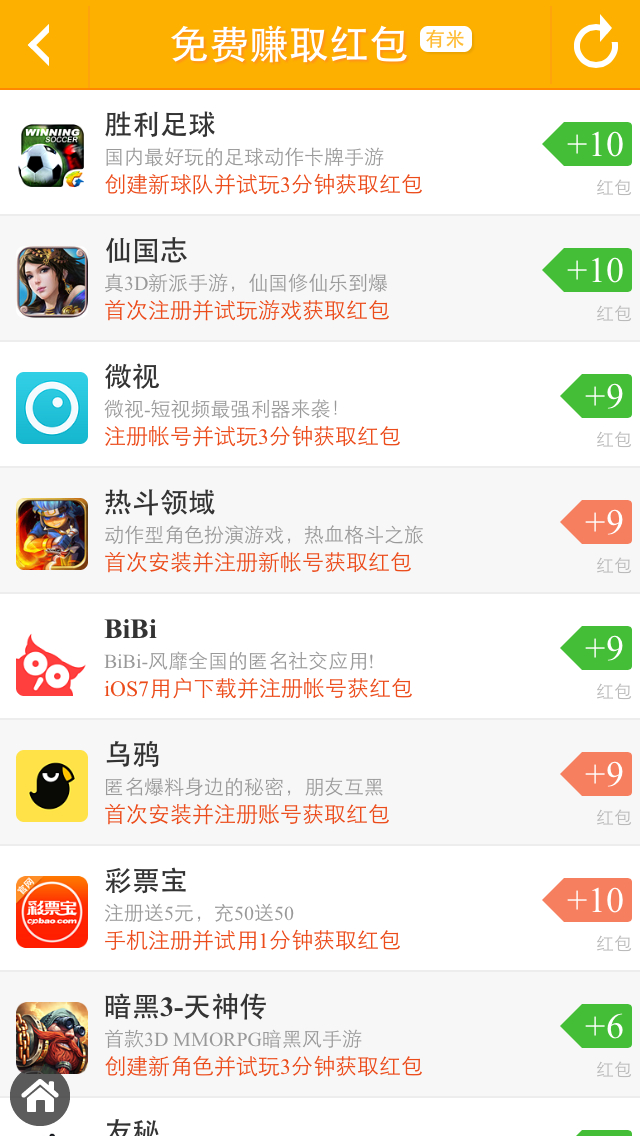 免费赚取红包 有米
WINNING
SOCCER
胜利足球
国内最好玩的足球动作卡牌手游
创建新球队并试玩3分钟获取红包
+10
红包
仙国志
真3D新派手游，仙国修仙乐到爆
首次注册并试玩游戏获取红包
+10
红包
微视
微视-短视频最强利器来袭！
注册帐号并试玩3分钟获取红包
+9
红包
热斗领域
动作型角色扮演游戏，热血格斗之旅
首次安装并注册新帐号获取红包
+9
红包
BiBi
BiBi-风靡全国的匿名社交应用!
iOS7用户下载并注册帐号获红包
+9
红包
乌鸦
匿名爆料身边的秘密，朋友互黑
首次安装并注册账号获取红包
+9
红包
官网
彩票宝
cpbao.com
彩票宝
注册送5元，充50送50
手机注册并试用1分钟获取红包
+10
红包
暗黑3-天神传
首款3D MMORPG暗黑风手游
创建新角色并试玩3分钟获取红包
+6
红包
友秘